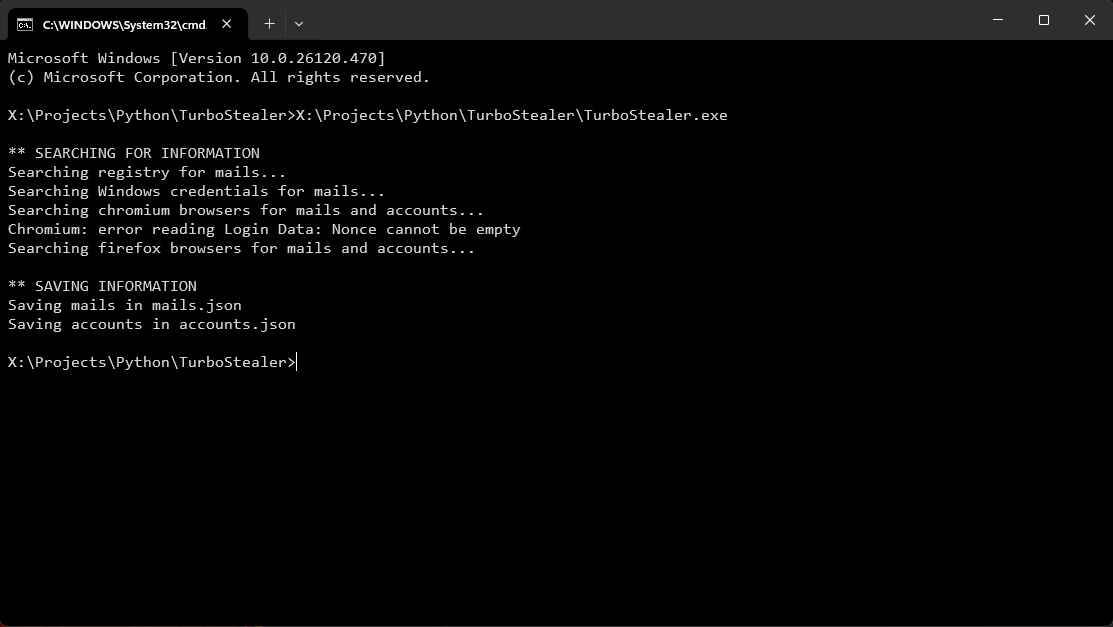 C:\WINDOWS\System32\cmd.
Microsoft Windows [Version 10.0.26120.470]
(c) Microsoft Corporation. All rights reserved.
X:\Projects\Python\TurboStealer>X:\Projects\Python\TurboStealer\TurboStealer.exe
** SEARCHING FOR INFORMATION
Searching registry for mails...
Searching Windows credentials for mails...
Searching chromium browsers for mails and accounts...
Chromium: error reading Login Data: Nonce cannot be empty
Searching firefox browsers for mails and accounts...
** SAVING INFORMATION
Saving mails in mails.json
Saving accounts in accounts.json
X:\Projects\Python\TurboStealer>